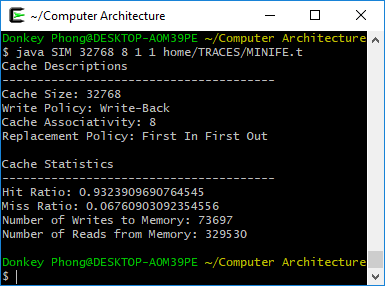 ~/Computer Architecture
Donkey Phong@DESKTOP-AOM39PE ~/Computer Architecture
$ java SIM 32768 8 1 1 home/TRACES/MINIFE.t
Cache Descriptions
---------------------------------------
Cache Size: 32768
Write Policy: Write-Back
Cache Associativity: 8
Replacement Policy: First In First Out
Cache Statistics
---------------------------------------
Hit Ratio: 0.9323909690764545
Miss Ratio: 0.06760903092354556
Number of Writes to Memory: 73697
Number of Reads from Memory: 329530
Donkey Phong@DESKTOP-AOM39PE ~/Computer Architecture
$